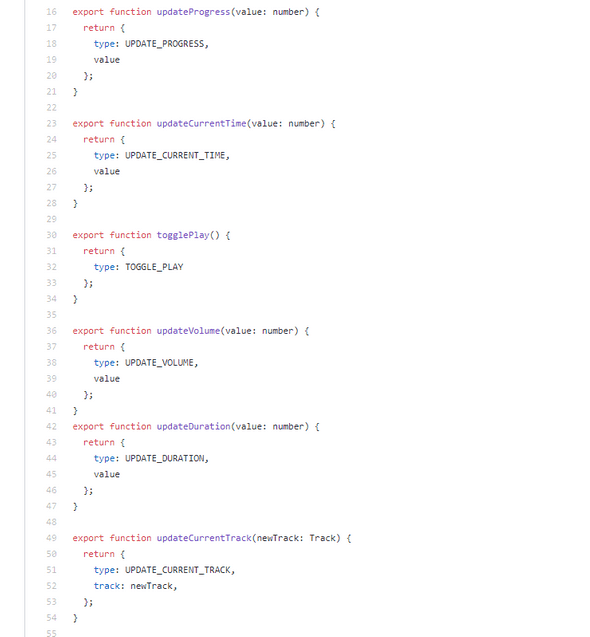 16 export function updateProgress(value: number) {
17   return {
18     type: UPDATE_PROGRESS,
19     value
20   };
21 }
22
23 export function updateCurrentTime(value: number) {
24   return {
25     type: UPDATE_CURRENT_TIME,
26     value
27   };
28 }
29
30 export function togglePlay() {
31   return {
32     type: TOGGLE_PLAY
33   };
34 }
35
36 export function updateVolume(value: number) {
37   return {
38     type: UPDATE_VOLUME,
39     value
40   };
41 }
42 export function updateDuration(value: number) {
43   return {
44     type: UPDATE_DURATION,
45     value
46   };
47 }
48
49 export function updateCurrentTrack(newTrack: Track) {
50   return {
51     type: UPDATE_CURRENT_TRACK,
52     track: newTrack,
53   };
54 }
55